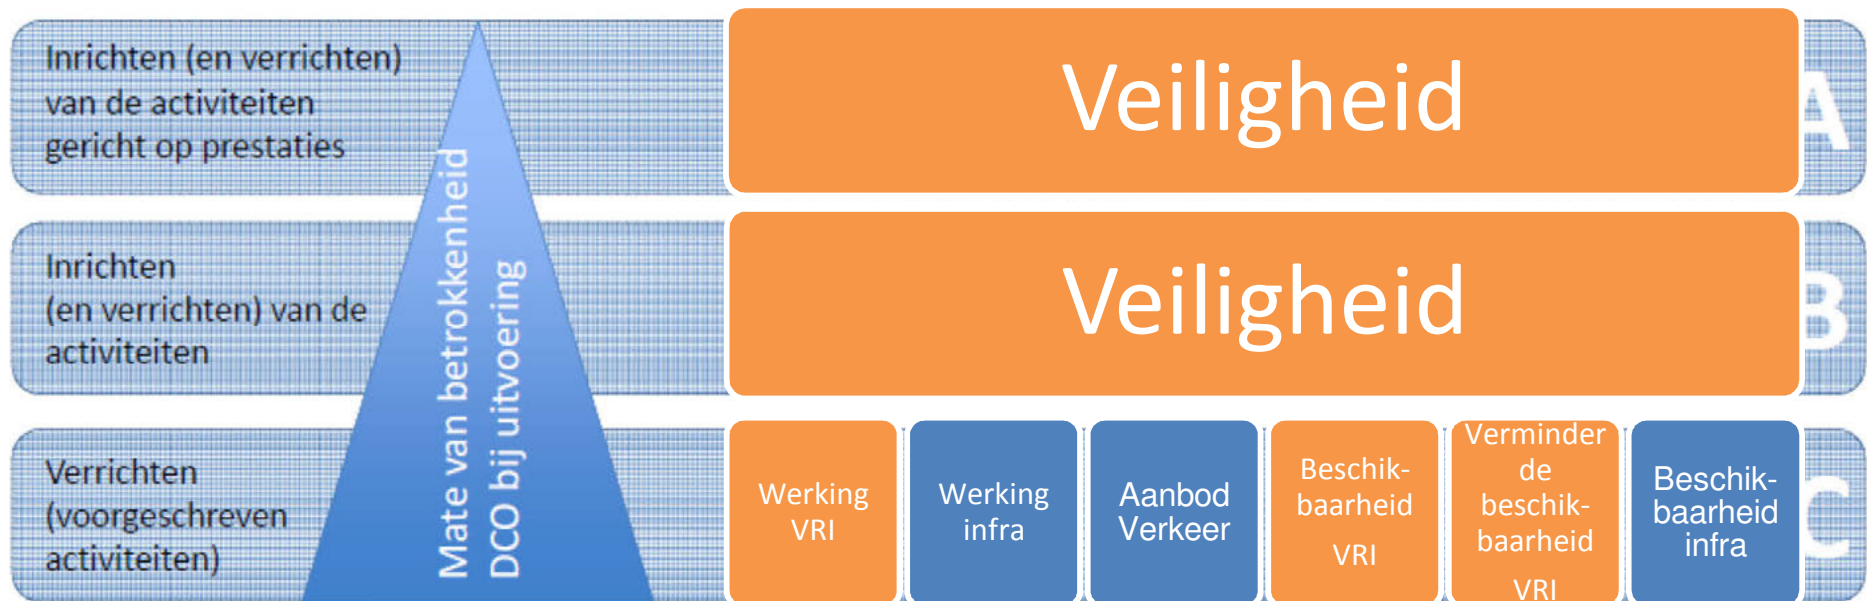 Inrichten (en verrichten)
van de activiteiten
gericht op prestaties
Veiligheid
A
Inrichten
(en verrichten) van de
activiteiten
Veiligheid
B
Mate van betrokkenheid
DCO bij uitvoering
Verrichten
(voorgeschreven
activiteiten)
Werking
VRI
Werking
infra
Aanbod
Verkeer
Beschik-
baarheid
VRI
Verminder
de
beschik-
baarheid
VRI
Beschik-
baarheid
infra
C